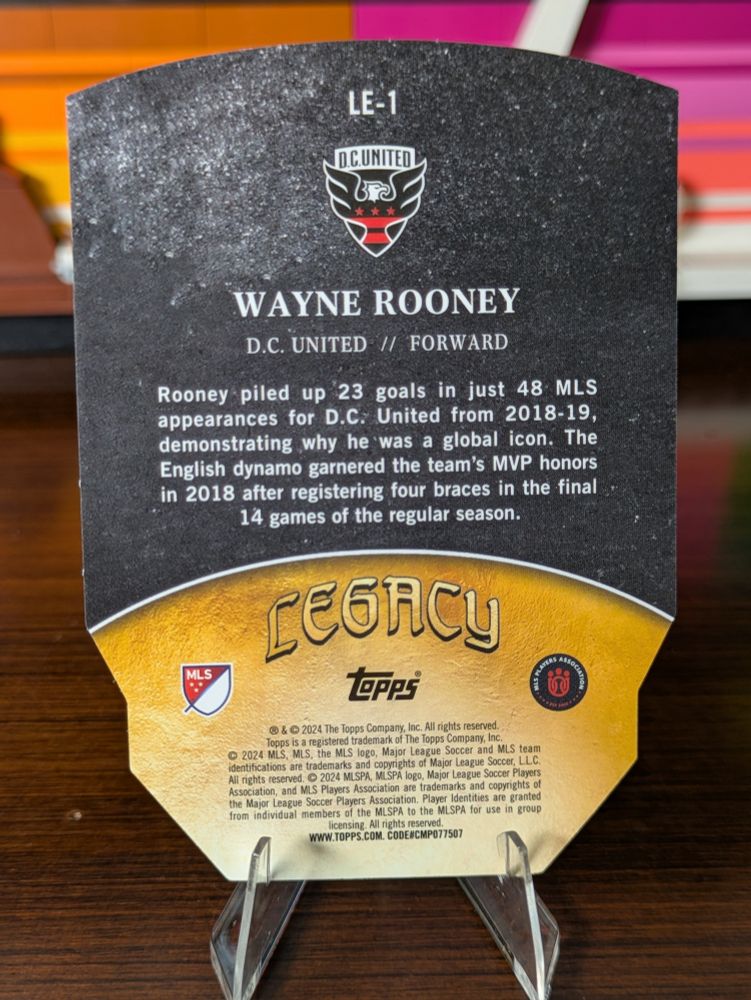 LE-1
D.C.UNITED
WAYNE ROONEY
D.C. UNITED // FORWARD
Rooney piled up 23 goals in just 48 MLS
appearances for D.C. United from 2018-19,
demonstrating why he was a global icon. The
English dynamo garnered the team's MVP honors
in 2018 after registering four braces in the final
14 games of the regular season.
LEGACY
MLS
topps®
MLS PLAYERS ASSOCIATION
® & © 2024 The Topps Company, Inc. All rights reserved.
Topps is a registered trademark of The Topps Company, Inc.
© 2024 MLS, MLS, the MLS logo, Major League Soccer and MLS team
identifications are trademarks and copyrights of Major League Soccer, L.L.C.
All rights reserved. © 2024 MLSPA, MLSPA logo, Major League Soccer Players
Association, and MLS Players Association are trademarks and copyrights of
the Major League Soccer Players Association. Player Identities are granted
from individual members of the MLSPA to the MLSPA for use in group
licensing. All rights reserved.
WWW.TOPPS.COM. CODE#CMP077507